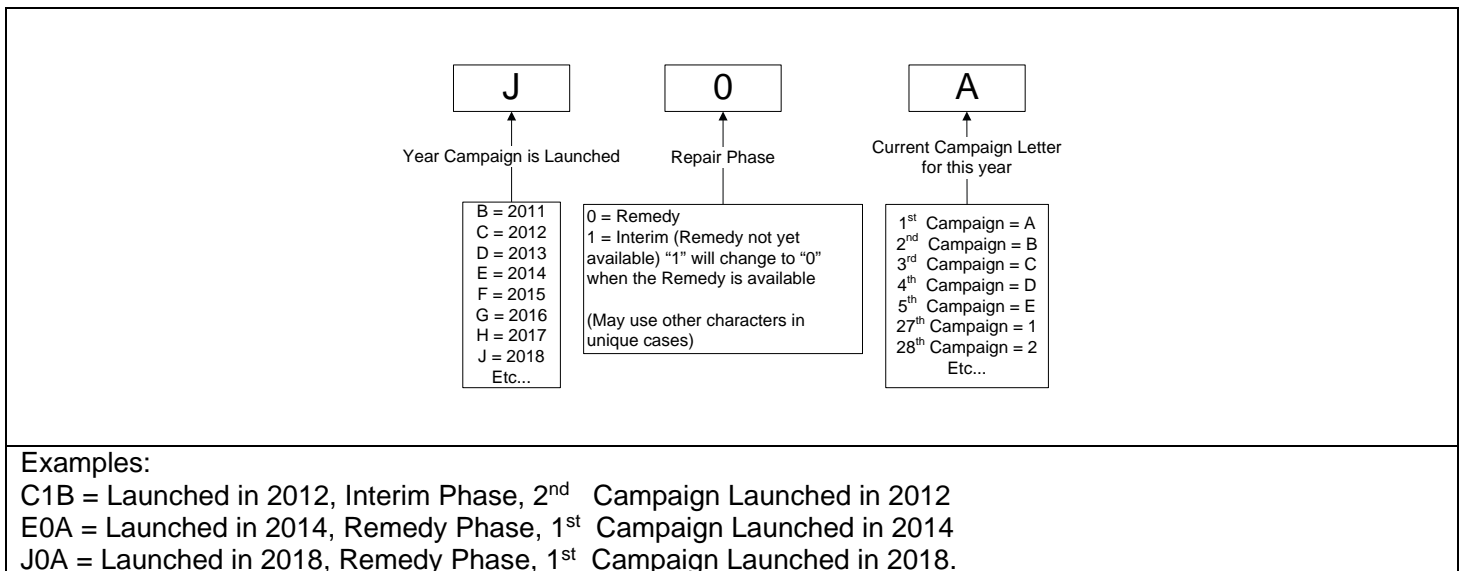 J
0
A
Year Campaign is Launched
Repair Phase
Current Campaign Letter
for this year
B = 2011
C = 2012
D = 2013
E = 2014
F = 2015
G = 2016
H = 2017
J = 2018
Etc...
0 = Remedy
1 = Interim (Remedy not yet
available) “1” will change to “0”
when the Remedy is available
(May use other characters in
unique cases)
1st Campaign = A
2nd Campaign = B
3rd Campaign = C
4th Campaign = D
5th Campaign = E
27th Campaign = 1
28th Campaign = 2
Etc...
Examples:
C1B = Launched in 2012, Interim Phase, 2nd Campaign Launched in 2012
E0A = Launched in 2014, Remedy Phase, 1st Campaign Launched in 2014
J0A = Launched in 2018, Remedy Phase, 1st Campaign Launched in 2018.